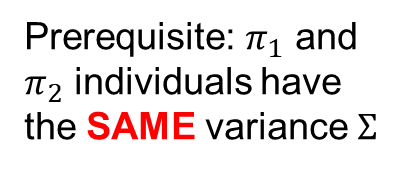 Prerequisite: π₁ and
π₂ individuals have
the SAME variance Σ